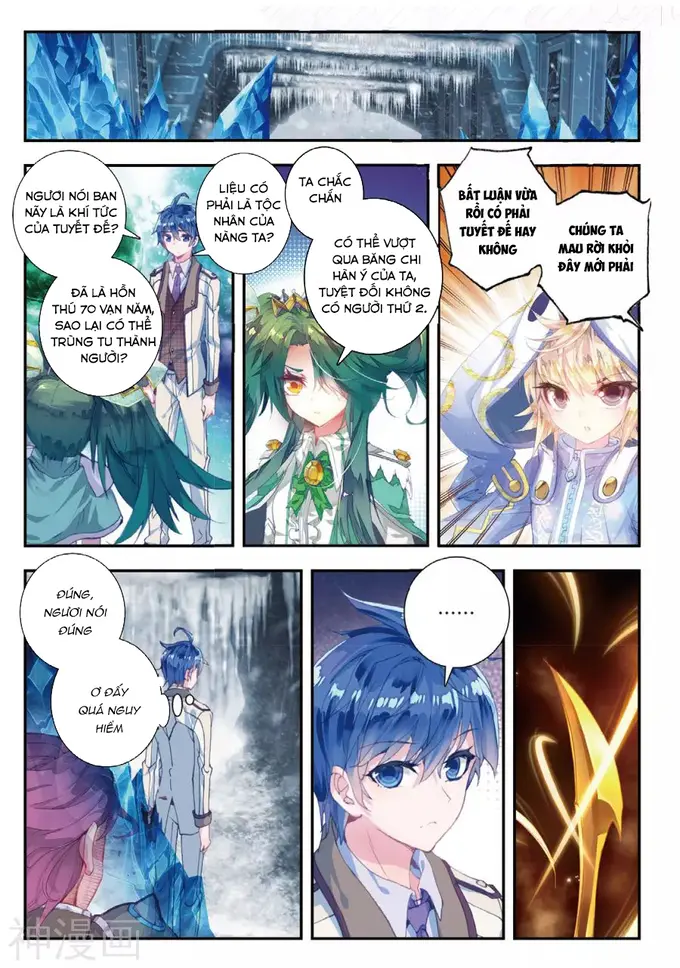 NGƯƠI NÓI BAN
NÃY LÀ KHÍ TỨC
CỦA TUYẾT ĐẾ?
ĐÃ LÀ HỒN
THÚ 70 VẠN NĂM,
SAO LẠI CÓ THỂ
TRÙNG TU THÀNH
NGƯỜI?
LIỆU CÓ
PHẢI LÀ TỘC
NHÂN CỦA
NÀNG TA?
TA CHẮC
CHẮN
CÓ THỂ VƯỢT
QUA BĂNG CHI
HÀN Ý CỦA TA,
TUYỆT ĐỐI KHÔNG
CÓ NGƯỜI THỨ 2.
BẤT LUẬN VỪA
RỒI CÓ PHẢI
TUYẾT ĐẾ HAY
KHÔNG
CHÚNG TA
MAU RỜI KHỎI
ĐÂY MỚI PHẢI
ĐÚNG,
NGƯƠI NÓI
ĐÚNG
Ở ĐẤY
QUÁ NGUY
HIỂM
......
神漫画